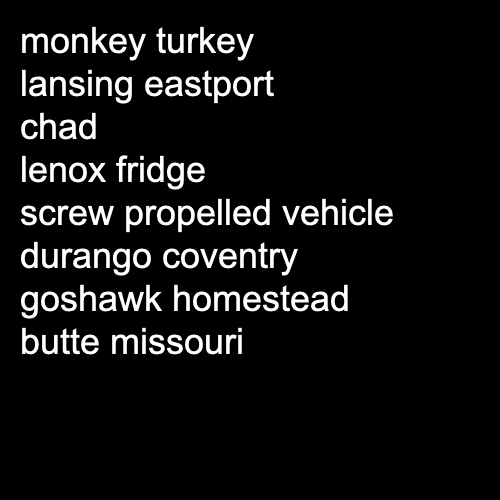 monkey turkey
lansing eastport
chad
lenox fridge
screw propelled vehicle
durango coventry
goshawk homestead
butte missouri